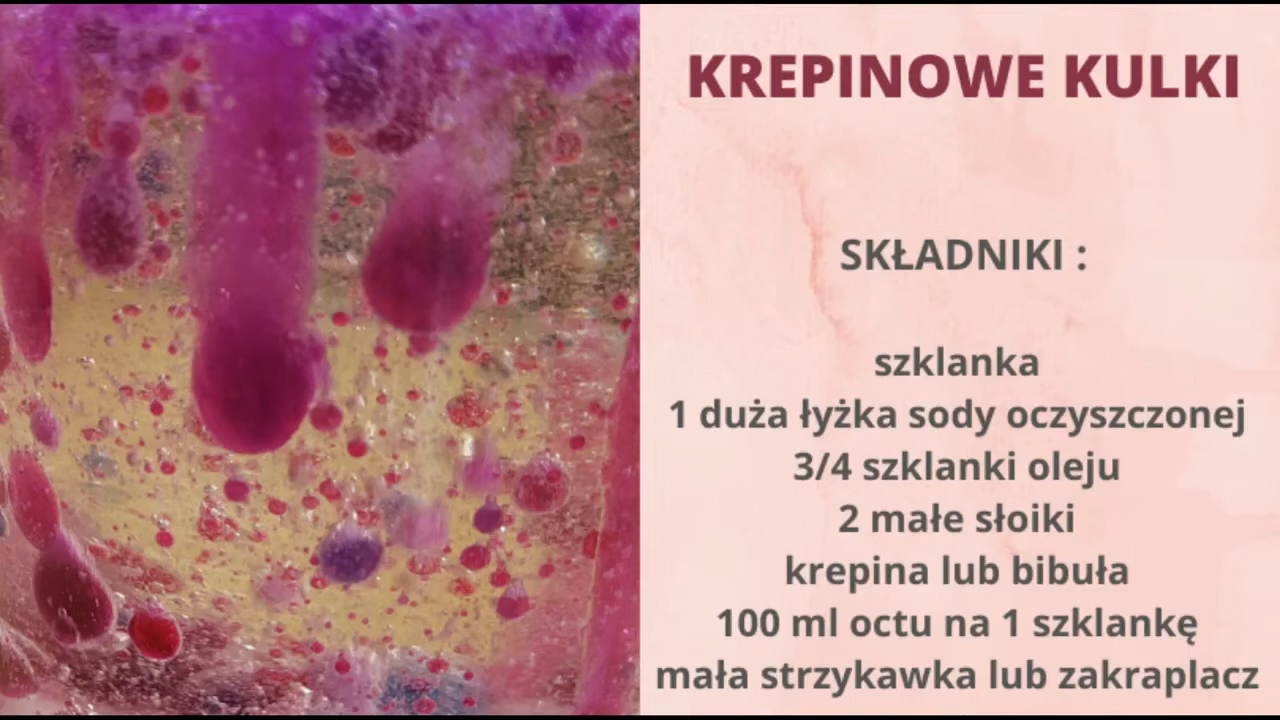 KREPINOWE KULKI
SKŁADNIKI :
szklanka
1 duża łyżka sody oczyszczonej
3/4 szklanki oleju
2 małe słoiki
krepina lub bibuła
100 ml octu na 1 szklankę
mała strzykawka lub zakraplacz